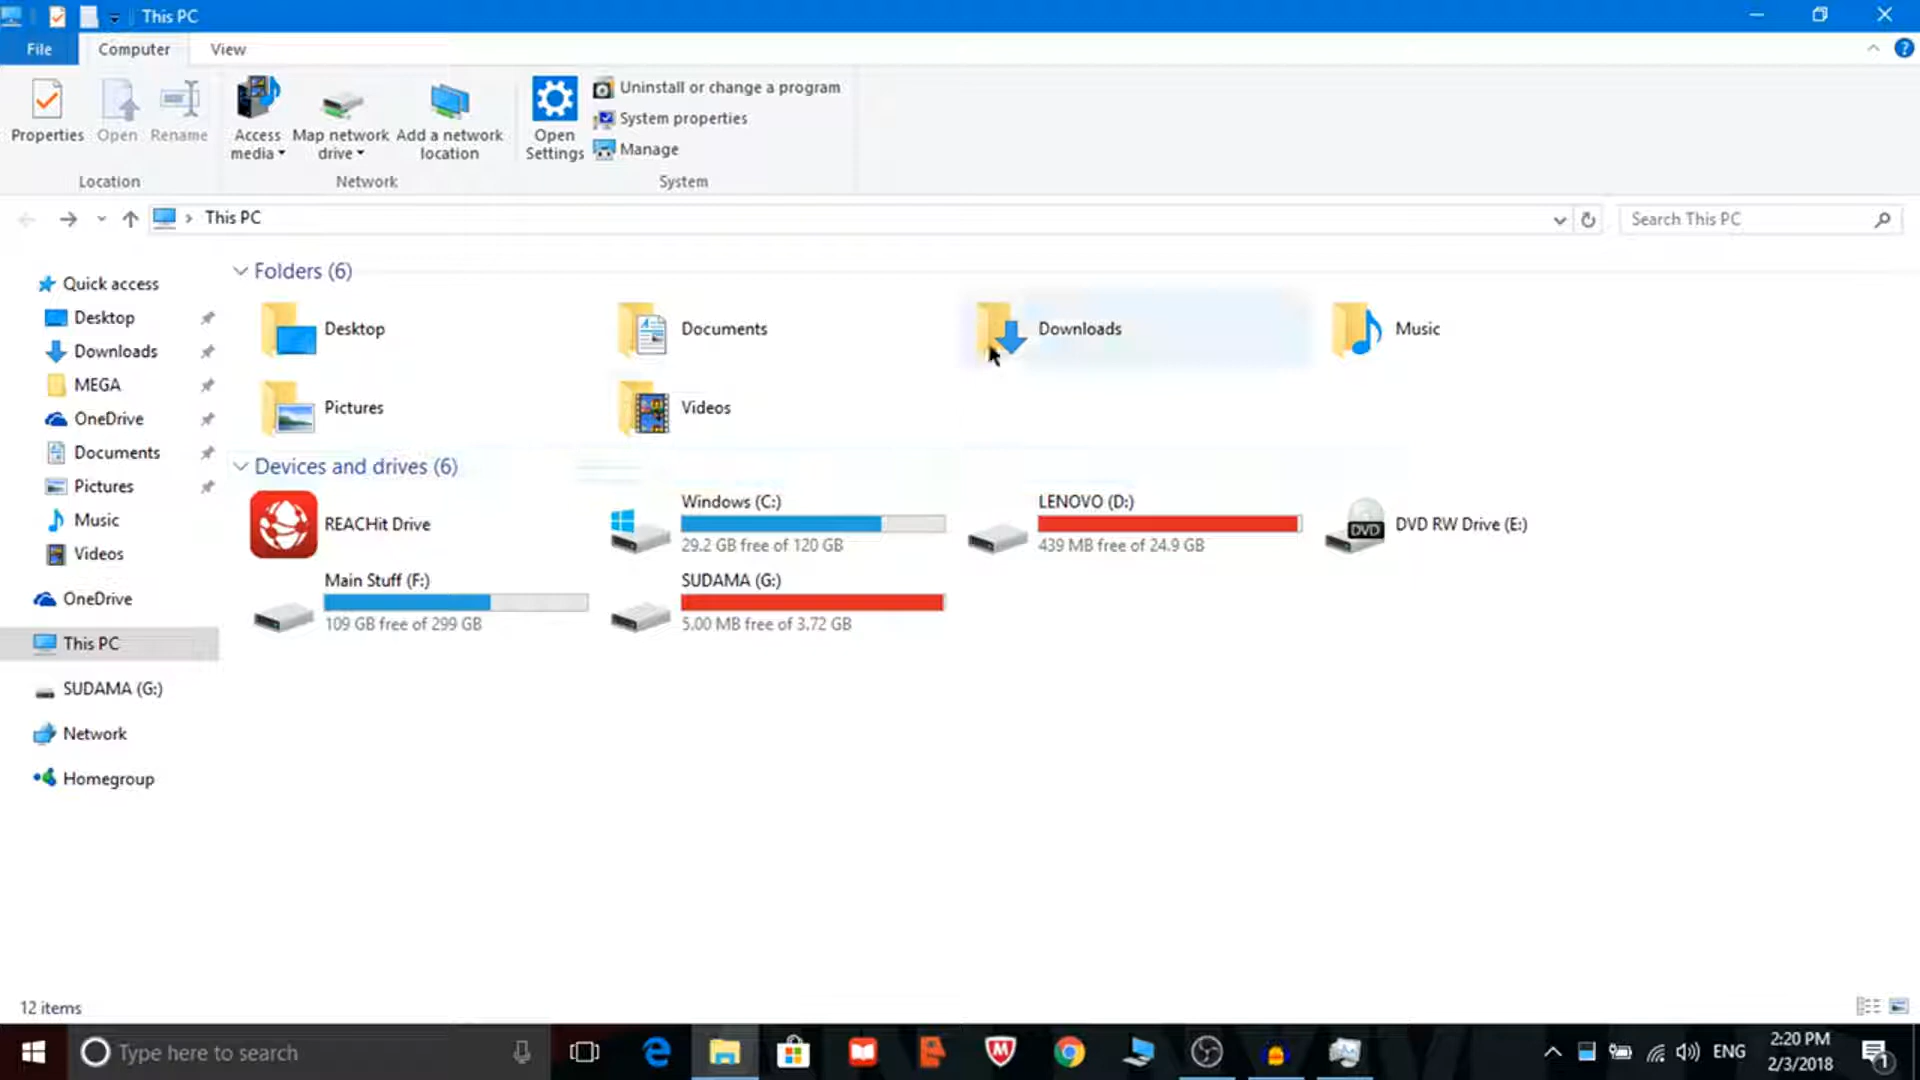 This PC
File
Computer
View
Properties
Open
Rename
Access
media
Map network
drive
Add a network
location
Open
Settings
Uninstall or change a program
System properties
Manage
Location
Network
System
This PC
Search This PC
Quick access
Desktop
Downloads
MEGA
OneDrive
Documents
Pictures
Music
Videos
OneDrive
This PC
SUDAMA (G:)
Network
Homegroup
Folders (6)
Desktop
Documents
Downloads
Music
Pictures
Videos
Devices and drives (6)
REACHit Drive
Windows (C:)
29.2 GB free of 120 GB
LENOVO (D:)
439 MB free of 24.9 GB
DVD
DVD RW Drive (E:)
Main Stuff (F:)
109 GB free of 299 GB
SUDAMA (G:)
5.00 MB free of 3.72 GB
12 items
Type here to search
ENG
2:20 PM
2/3/2018
1